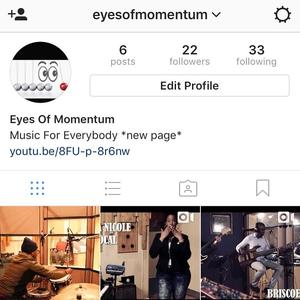 eyesofmomentum
6 22 33
posts followers following
Edit Profile
Eyes Of Momentum
Music For Everybody *new page*
youtu.be/8FU-p-8r6nw
NICOLE
OCAL
BRISCOE